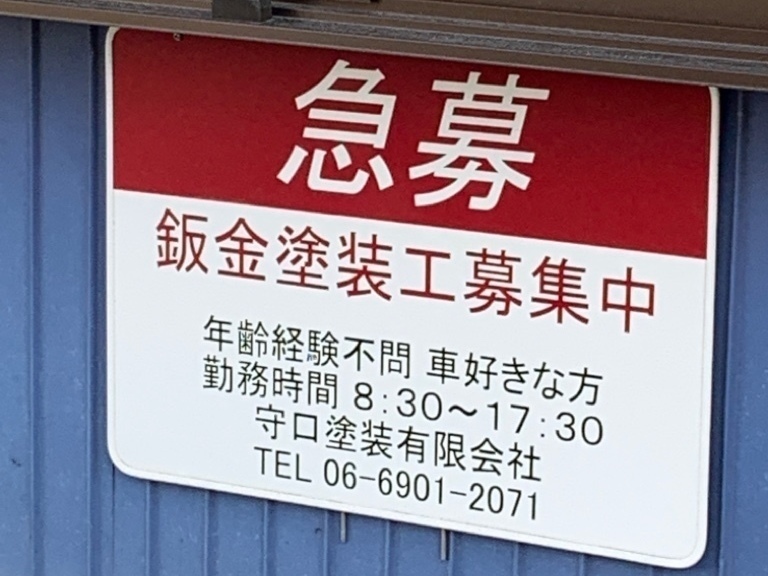 急募
鈑金塗装工募集中
年齢経験不問 車好きな方
勤務時間 8:30〜17:30
守口塗装有限会社
TEL 06-6901-2071